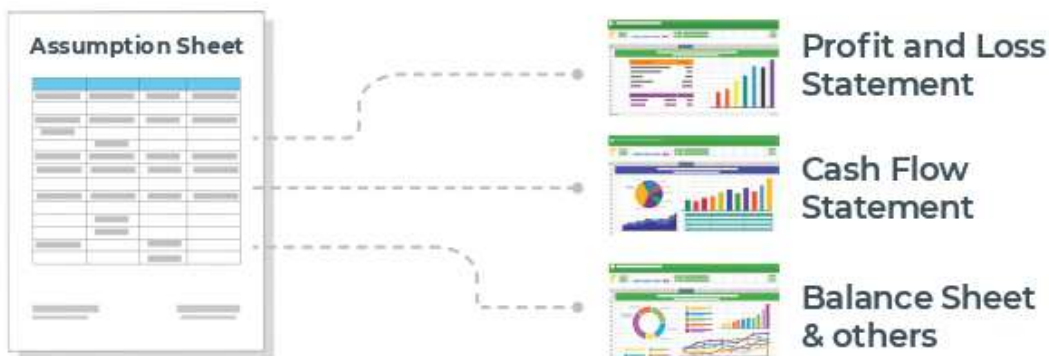 Assumption Sheet
Profit and Loss
Statement
Cash Flow
Statement
Balance Sheet
& others